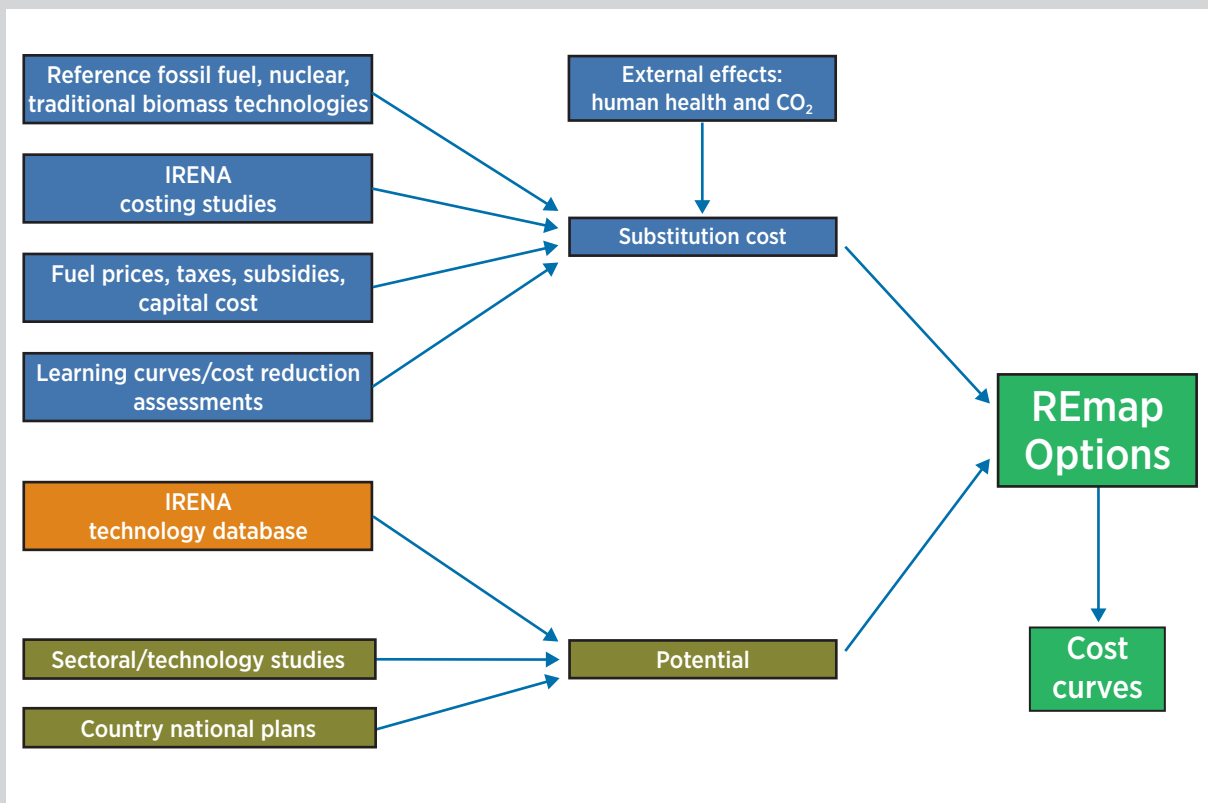 Reference fossil fuel, nuclear,
traditional biomass technologies
External effects:
human health and CO₂
IRENA
costing studies
Substitution cost
Fuel prices, taxes, subsidies,
capital cost
Learning curves/cost reduction
assessments
REmap
Options
IRENA
technology database
Sectoral/technology studies
Potential
Cost
curves
Country national plans